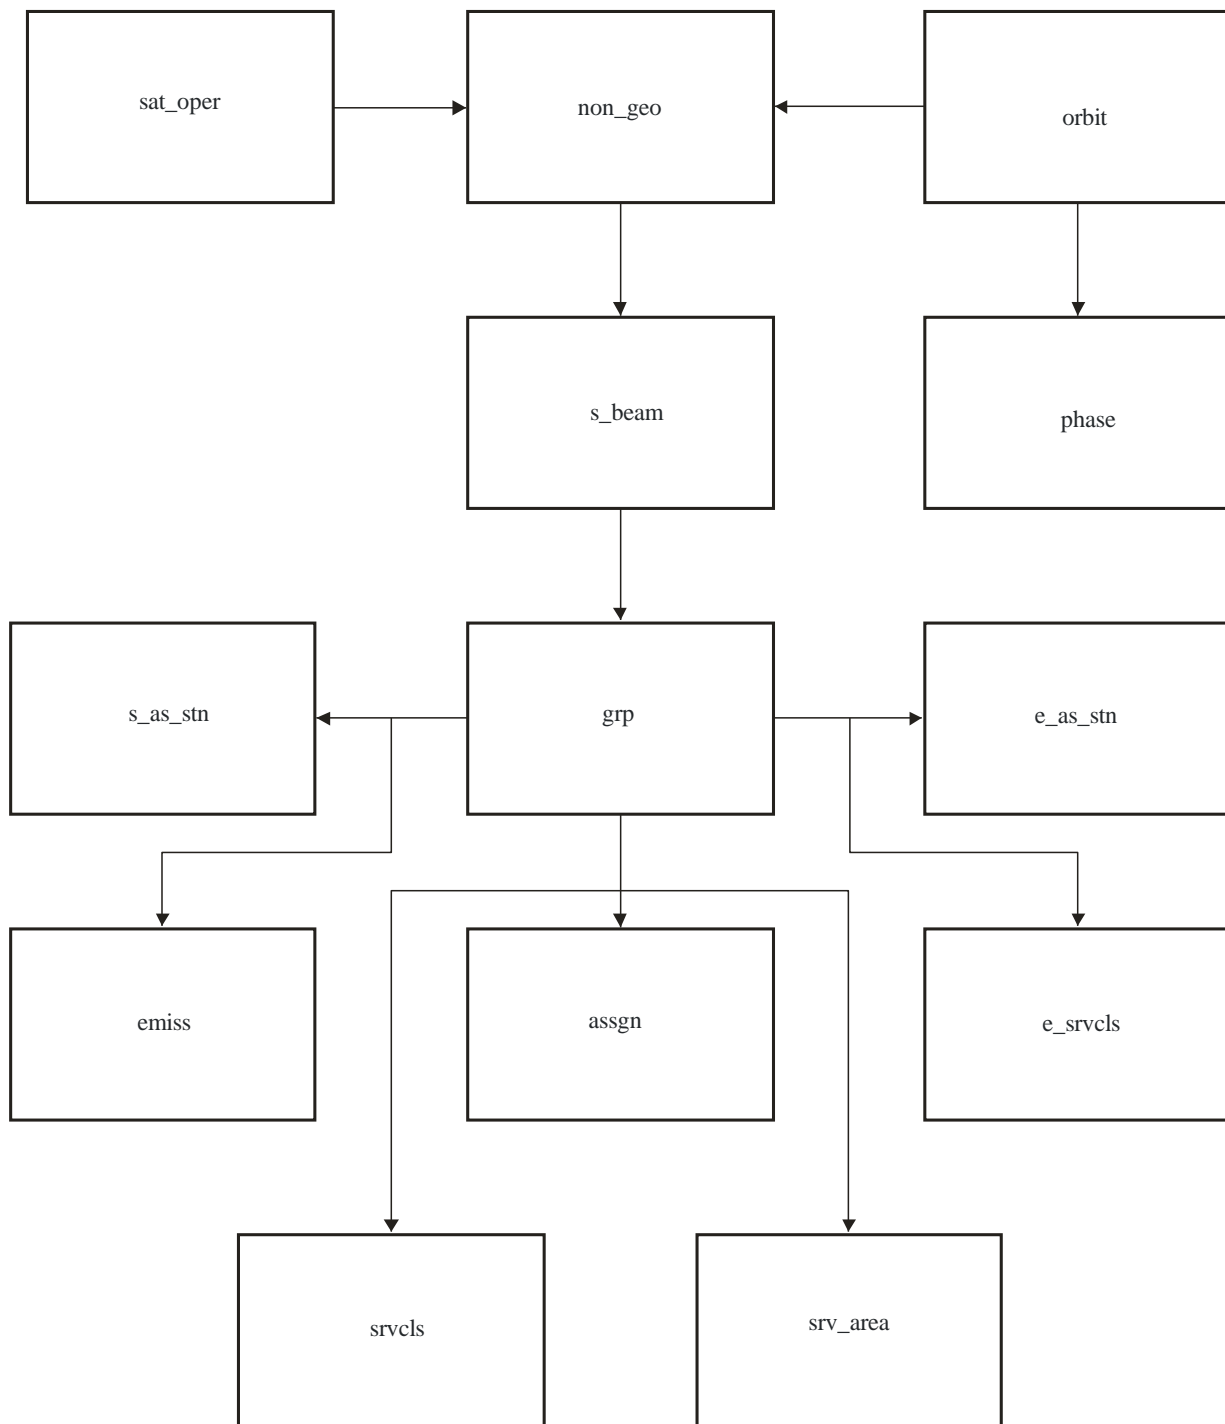 sat_oper
non_geo
orbit
s_beam
phase
s_as_stn
grp
e_as_stn
emiss
assgn
e_srvcls
srvcls
srv_area